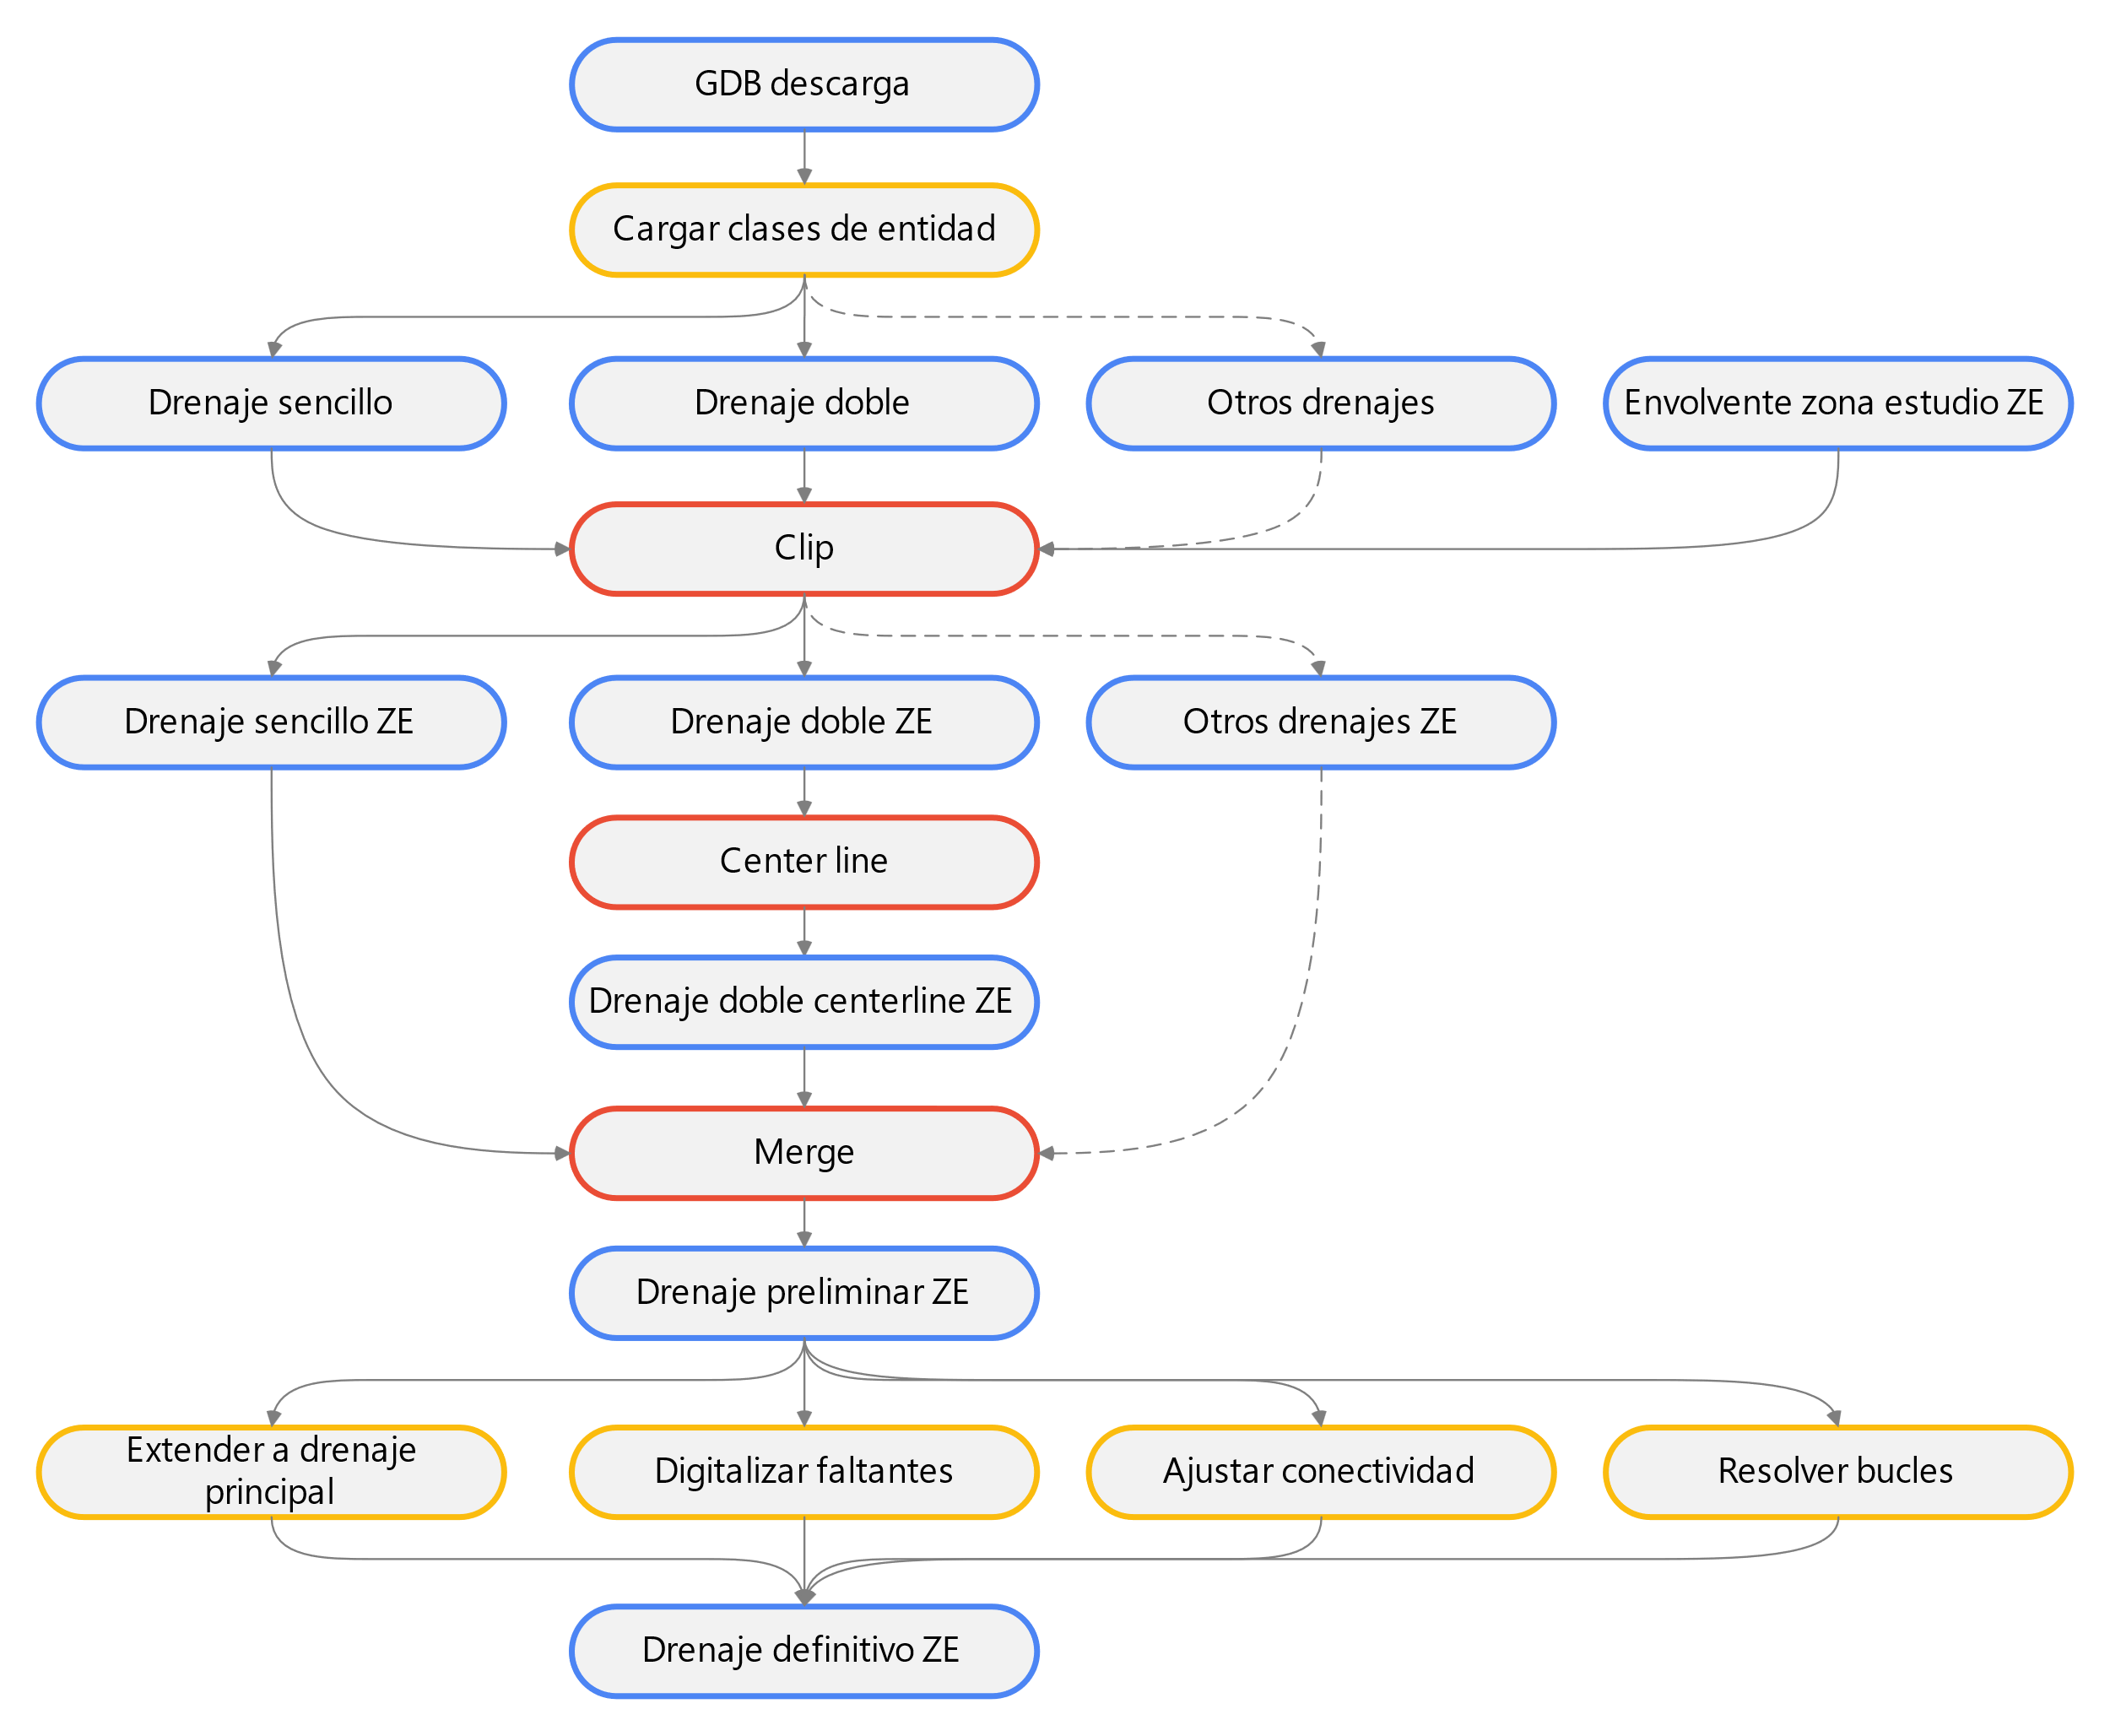 GDB descarga
Cargar clases de entidad
Drenaje sencillo
Drenaje doble
Otros drenajes
Envolvente zona estudio ZE
Clip
Drenaje sencillo ZE
Drenaje doble ZE
Otros drenajes ZE
Center line
Drenaje doble centerline ZE
Merge
Drenaje preliminar ZE
Extender a drenaje
principal
Digitalizar faltantes
Ajustar conectividad
Resolver bucles
Drenaje definitivo ZE